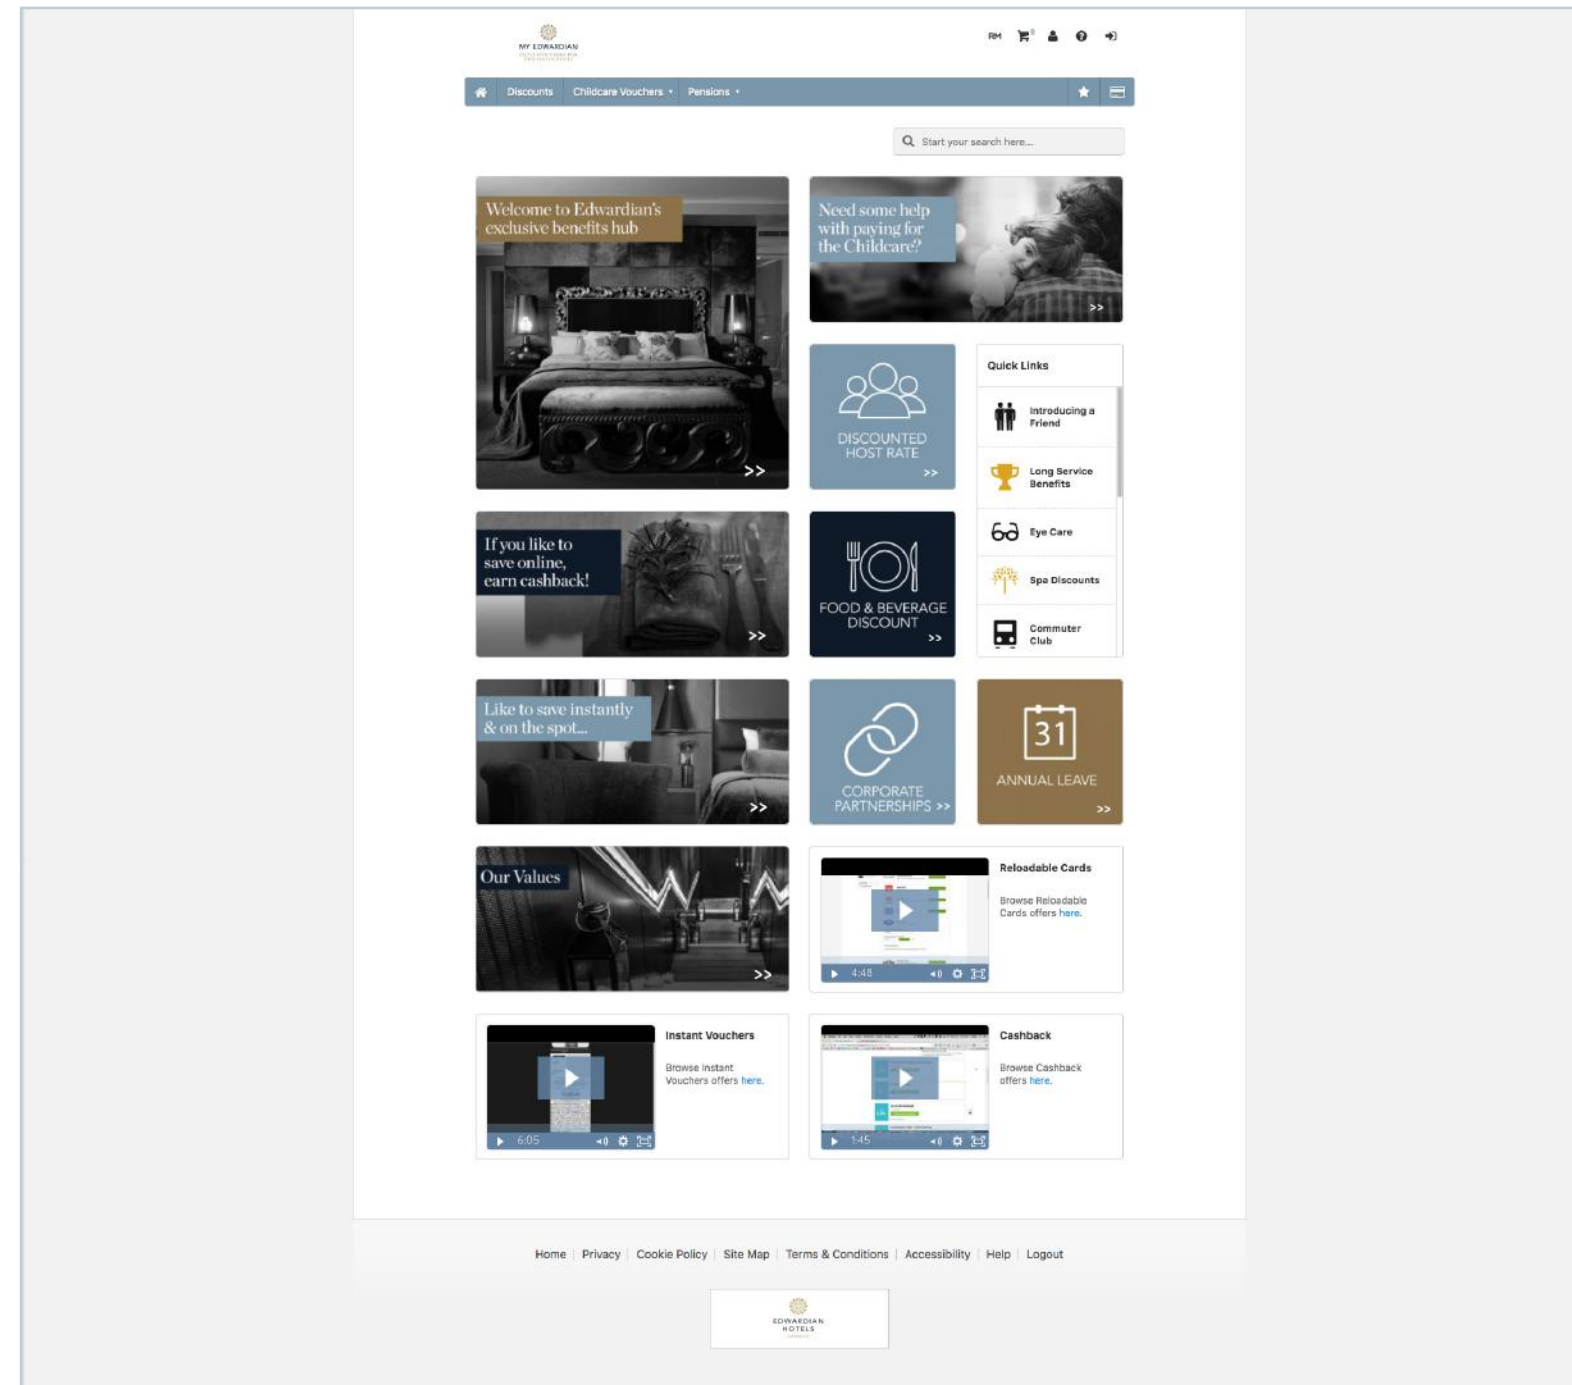 MY EDWARDIAN
RM
0
Discounts
Childcare Vouchers
Pensions
Start your search here...
Welcome to Edwardian's
exclusive benefits hub
>>
Need some help
with paying for
the Childcare?
>>
DISCOUNTED
HOST RATE
>>
Quick Links
Introducing a
Friend
Long Service
Benefits
Eye Care
Spa Discounts
Commuter
Club
If you like to
save online,
earn cashback!
>>
FOOD & BEVERAGE
DISCOUNT
>>
Like to save instantly
& on the spot...
>>
CORPORATE
PARTNERSHIPS >>
31
ANNUAL LEAVE
>>
Our Values
>>
4:48
Reloadable Cards
Browse Reloadable
Cards offers here.
6:05
Instant Vouchers
Browse Instant
Vouchers offers here.
1:45
Cashback
Browse Cashback
offers here.
Home | Privacy | Cookie Policy | Site Map | Terms & Conditions | Accessibility | Help | Logout
EDWARDIAN
HOTELS